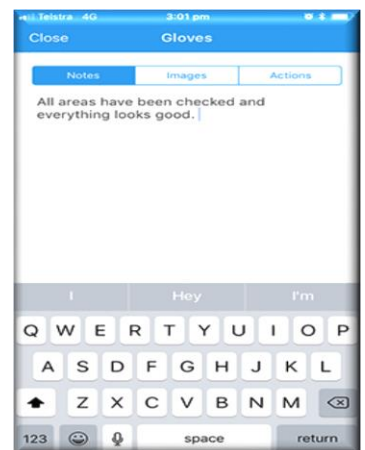 Telstra 4G 3:01 pm
Close Gloves
Notes Images Actions
All areas have been checked and
everything looks good.
I Hey I'm
Q W E R T Y U I O P
A S D F G H J K L
Z X C V B N M
123 space return